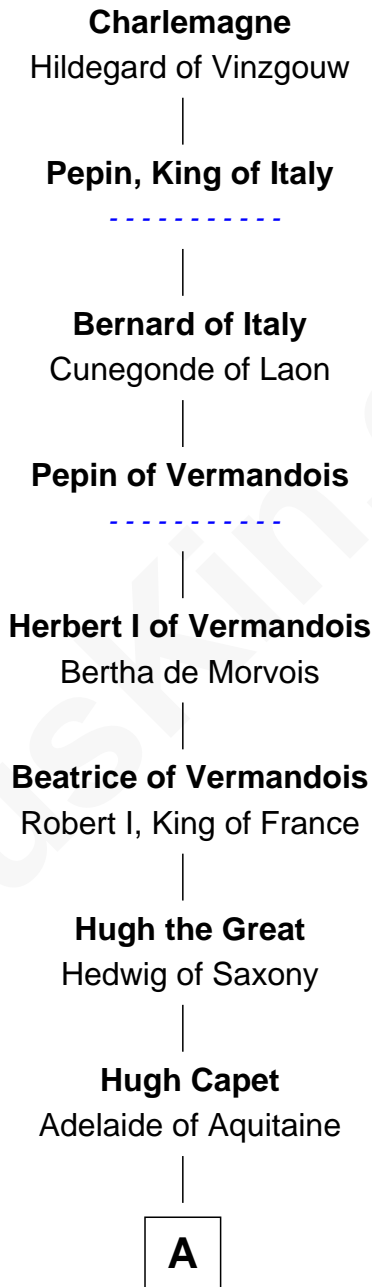 Charlemagne
Hildegard of Vinzgouw
Pepin, King of Italy
- - - - - - - - - - -
Bernard of Italy
Cunegonde of Laon
Pepin of Vermandois
- - - - - - - - - - -
Herbert I of Vermandois
Bertha de Morvois
Beatrice of Vermandois
Robert I, King of France
Hugh the Great
Hedwig of Saxony
Hugh Capet
Adelaide of Aquitaine
A